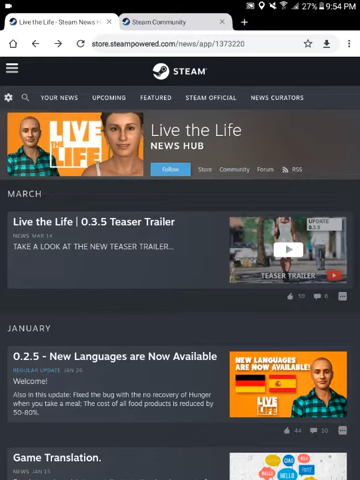 27% 9:54 PM
Live the Life - Steam News H
Steam Community
store.steampowered.com/news/app/1373220
STEAM
YOUR NEWS UPCOMING FEATURED STEAM OFFICIAL NEWS CURATORS
LIVE
THE
LIFE
Live the Life
NEWS HUB
Follow Store Community Forum RSS
MARCH
Live the Life | 0.3.5 Teaser Trailer
NEWS MAR 14
TAKE A LOOK AT THE NEW TEASER TRAILER...
UPDATE
0.3.5
TEASER TRAILER
6
JANUARY
0.2.5 - New Languages are Now Available
REGULAR UPDATE JAN 26
Welcome!
Also in this update: Fixed the bug with the no recovery of Hunger
when you take a meal; The cost of all food products is reduced by
50-80%.
NEW LANGUAGES
ARE NOW AVAILABLE!
LIVE
THE
LIFE
44 10
Game Translation.
NEWS JAN 15
HELLO